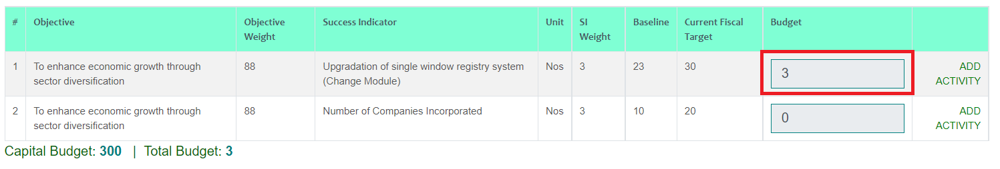 # Objective Objective Weight Success Indicator Unit SI Weight Baseline Current Fiscal Target Budget
1 To enhance economic growth through sector diversification 88 Upgradation of single window registry system (Change Module) Nos 3 23 30 3 ADD ACTIVITY
2 To enhance economic growth through sector diversification 88 Number of Companies Incorporated Nos 3 10 20 0 ADD ACTIVITY
Capital Budget: 300 | Total Budget: 3